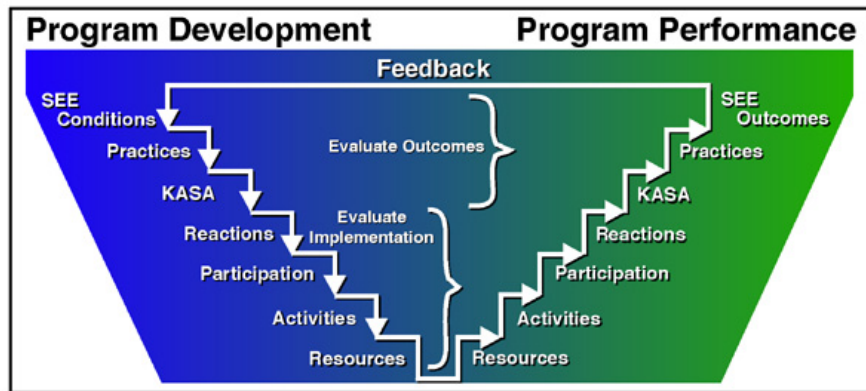 Program Development
Program Performance
Feedback
SEE
Conditions
Practices
KASA
Reactions
Participation
Activities
Resources
Evaluate Outcomes
Evaluate
Implementation
SEE
Outcomes
Practices
KASA
Reactions
Participation
Activities
Resources